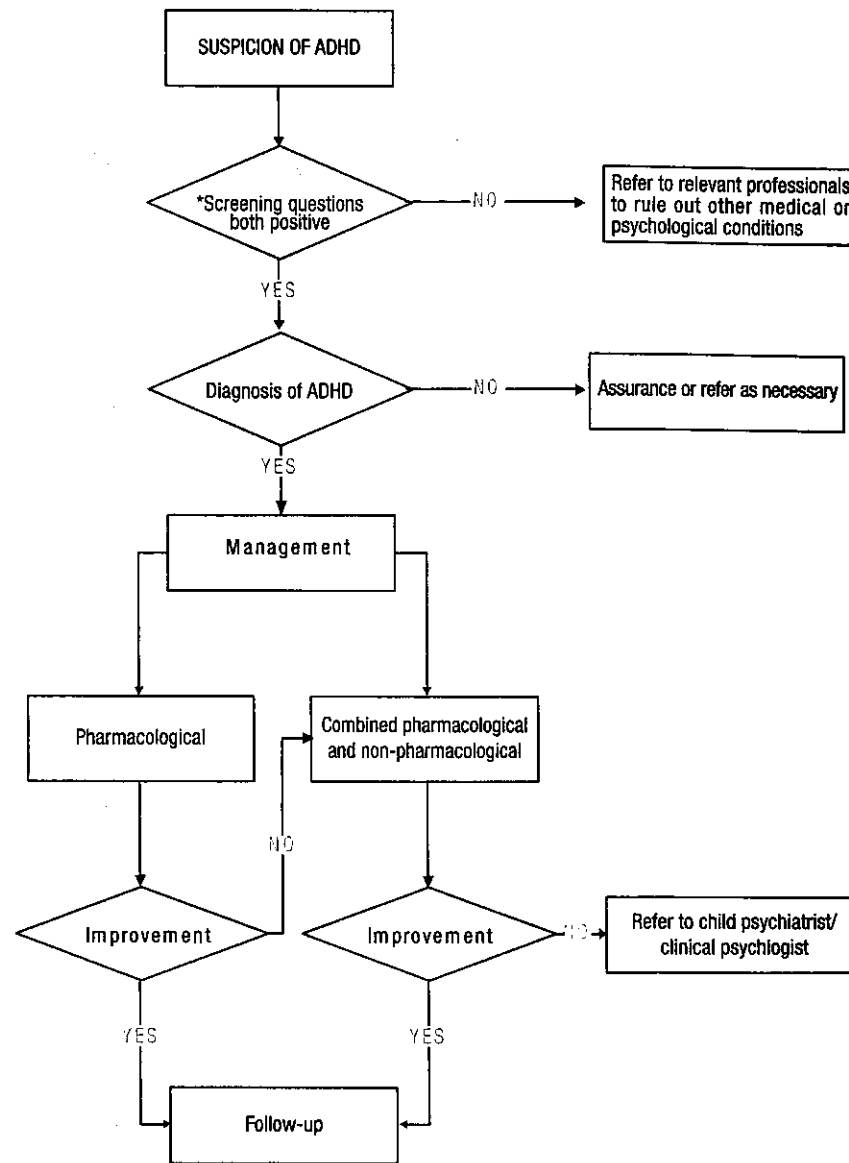 SUSPICION OF ADHD
*Screening questions
both positive
NO
Refer to relevant professionals
to rule out other medical or
psychological conditions
YES
Diagnosis of ADHD
NO
Assurance or refer as necessary
YES
Management
Pharmacological
Combined pharmacological
and non-pharmacological
NO
Improvement
Improvement
NO
Refer to child psychiatrist/
clinical psychlogist
YES
YES
Follow-up